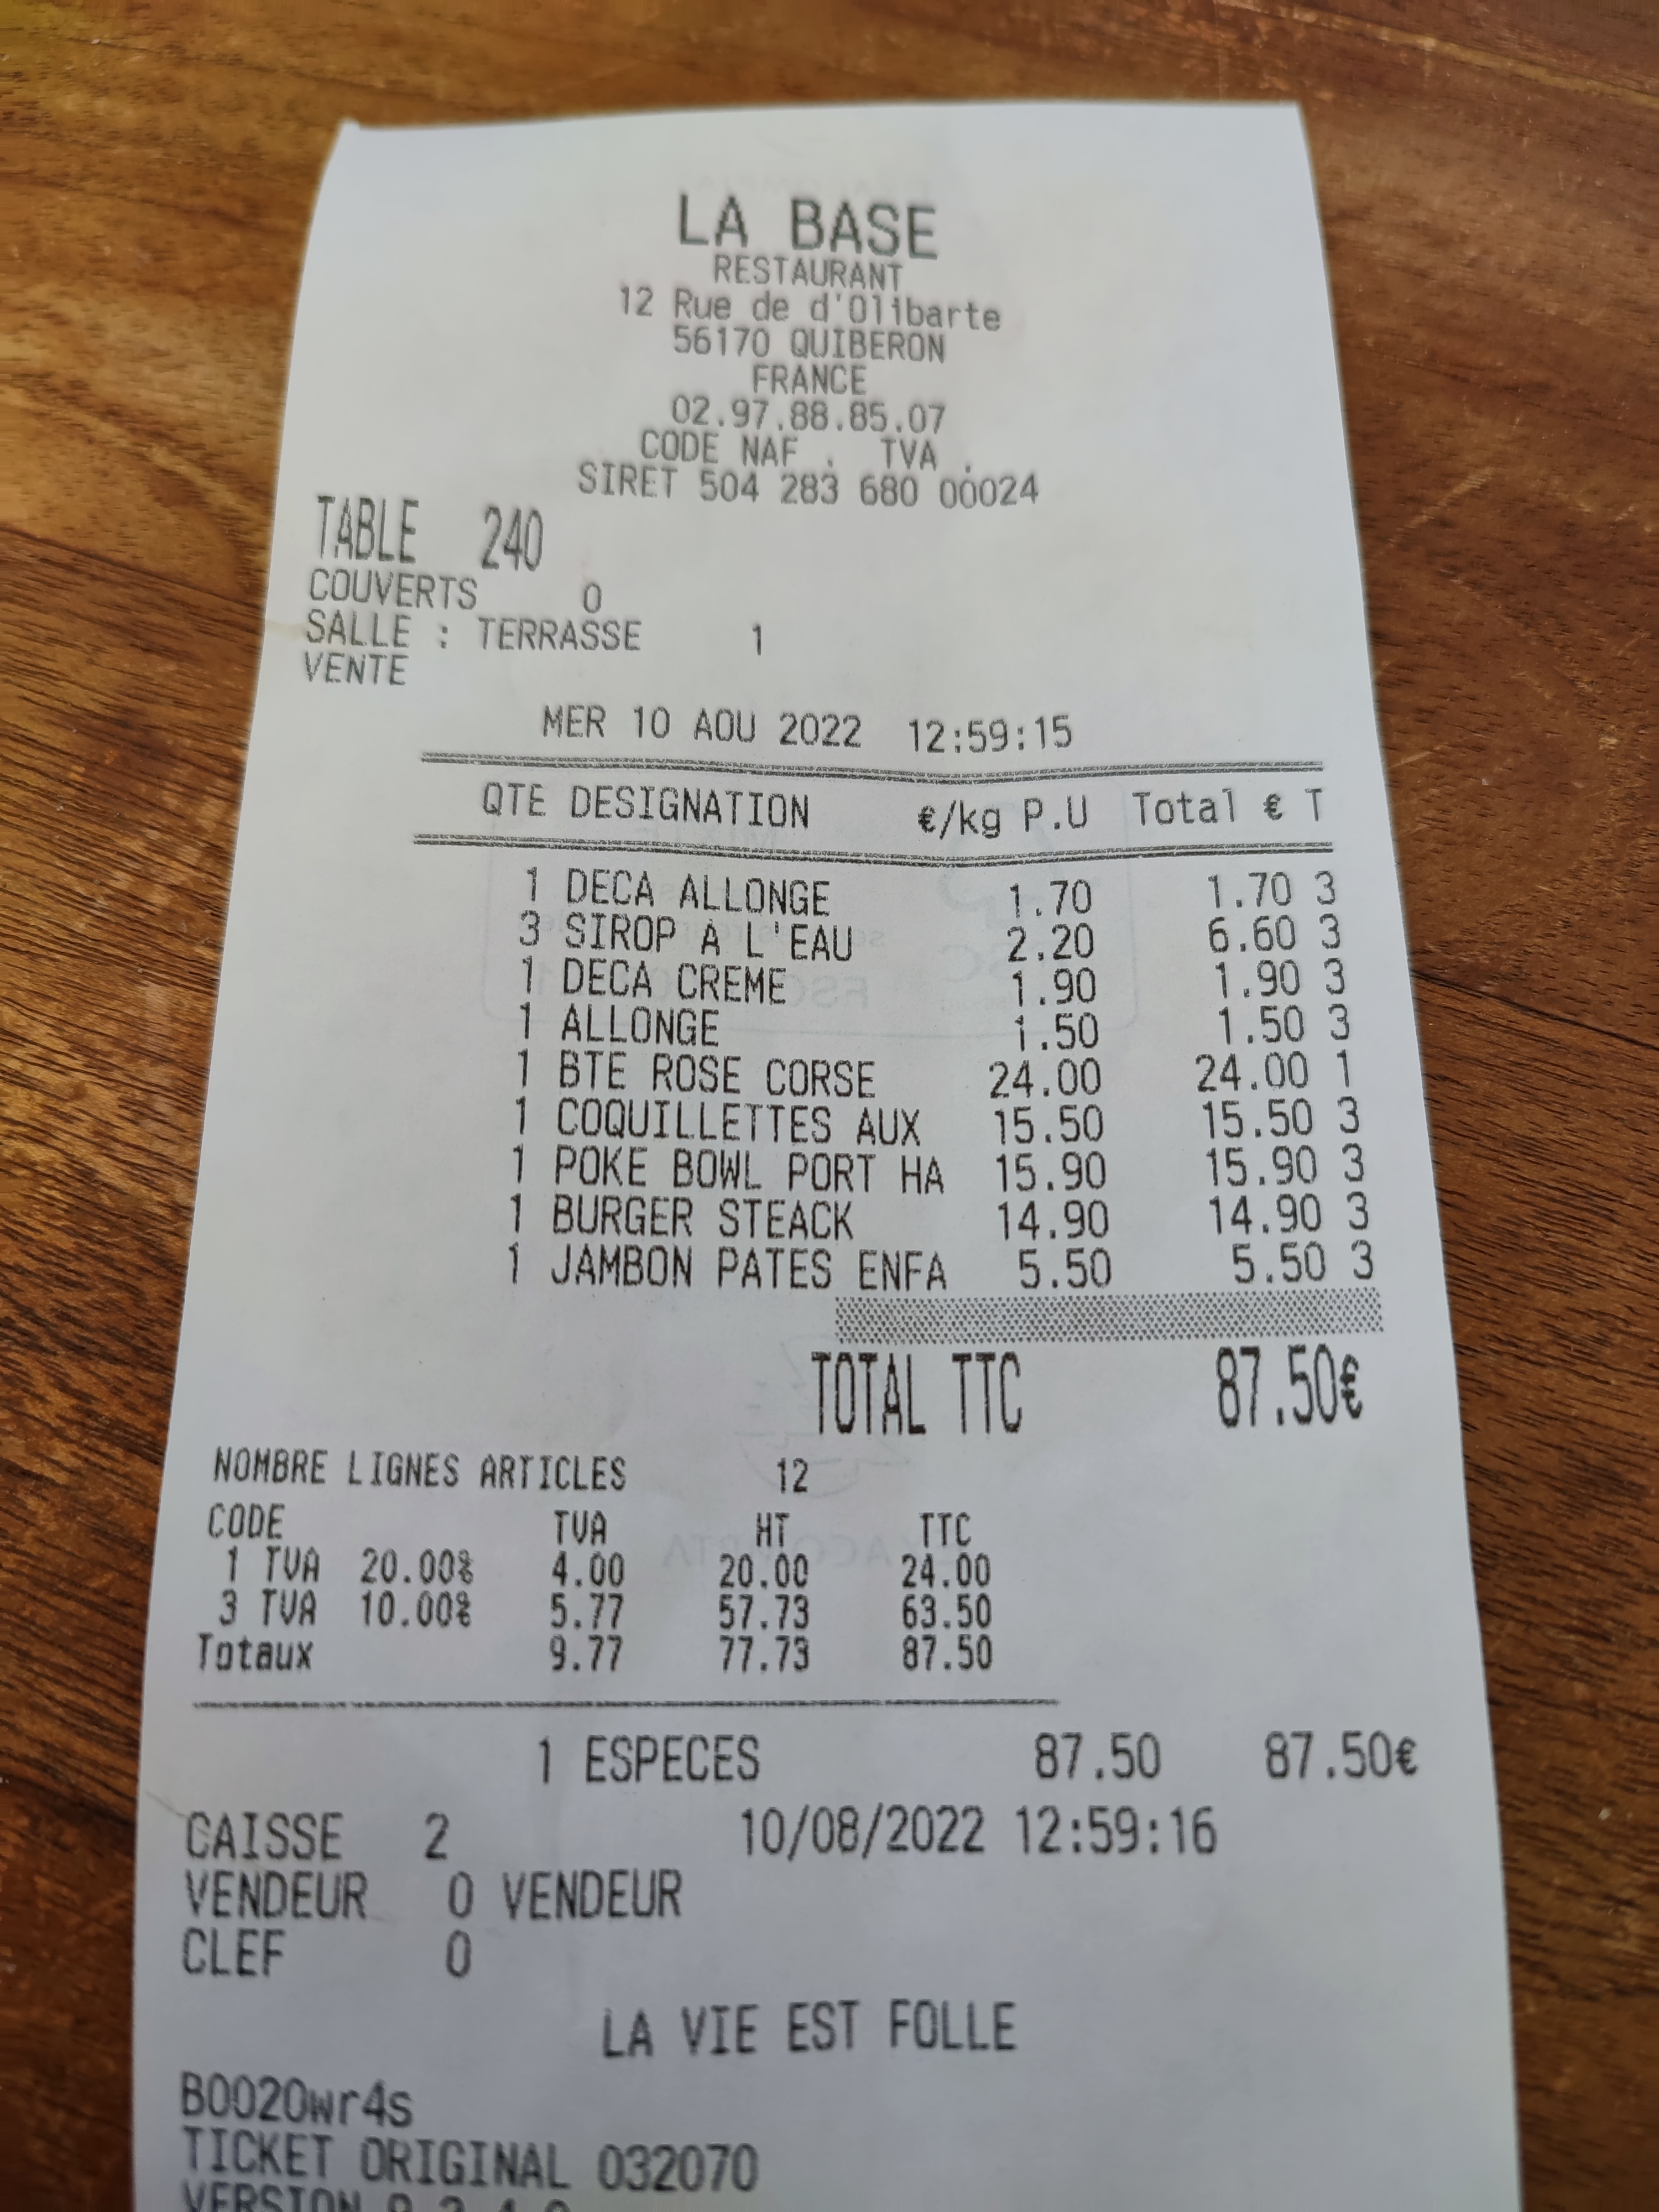 LA BASE
RESTAURANT
12 Rue de d'Olibarte
56170 QUIBERON
FRANCE
02.97.88.85.07
CODE NAF . TVA .
SIRET 504 283 680 00024
TABLE 240
COUVERTS 0
SALLE : TERRASSE 1
VENTE
MER 10 AOU 2022 12:59:15
QTE DESIGNATION €/kg P.U Total € T
1 DECA ALLONGE 1.70 1.70 3
3 SIROP A L'EAU 2.20 6.60 3
1 DECA CREME 1.90 1.90 3
1 ALLONGE 1.50 1.50 3
1 BTE ROSE CORSE 24.00 24.00 1
1 COQUILLETTES AUX 15.50 15.50 3
1 POKE BOWL PORT HA 15.90 15.90 3
1 BURGER STEACK 14.90 14.90 3
1 JAMBON PATES ENFA 5.50 5.50 3
TOTAL TTC 87.50€
NOMBRE LIGNES ARTICLES 12
CODE TVA HT TTC
1 TVA 20.00% 4.00 20.00 24.00
3 TVA 10.00% 5.77 57.73 63.50
Totaux 9.77 77.73 87.50
1 ESPECES 87.50 87.50€
CAISSE 2 10/08/2022 12:59:16
VENDEUR 0 VENDEUR
CLEF 0
LA VIE EST FOLLE
B0020wr4s
TICKET ORIGINAL 032070
VERSION